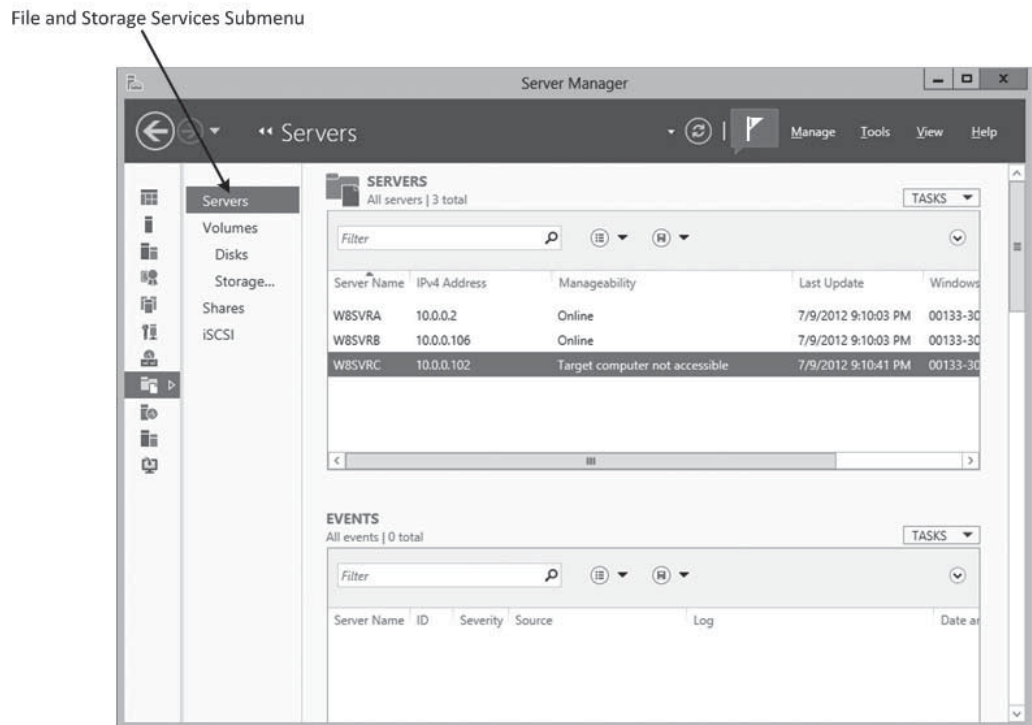 File and Storage Services Submenu
Server Manager
Servers
Manage Tools View Help
Servers
Volumes
Disks
Storage...
Shares
iSCSI
SERVERS
All servers | 3 total
TASKS
Filter
Server Name IPv4 Address Manageability Last Update Windows
W8SVRA 10.0.0.2 Online 7/9/2012 9:10:03 PM 00133-30
W8SVRB 10.0.0.106 Online 7/9/2012 9:10:03 PM 00133-30
W8SVRC 10.0.0.102 Target computer not accessible 7/9/2012 9:10:41 PM 00133-30
EVENTS
All events | 0 total
TASKS
Filter
Server Name ID Severity Source Log Date an